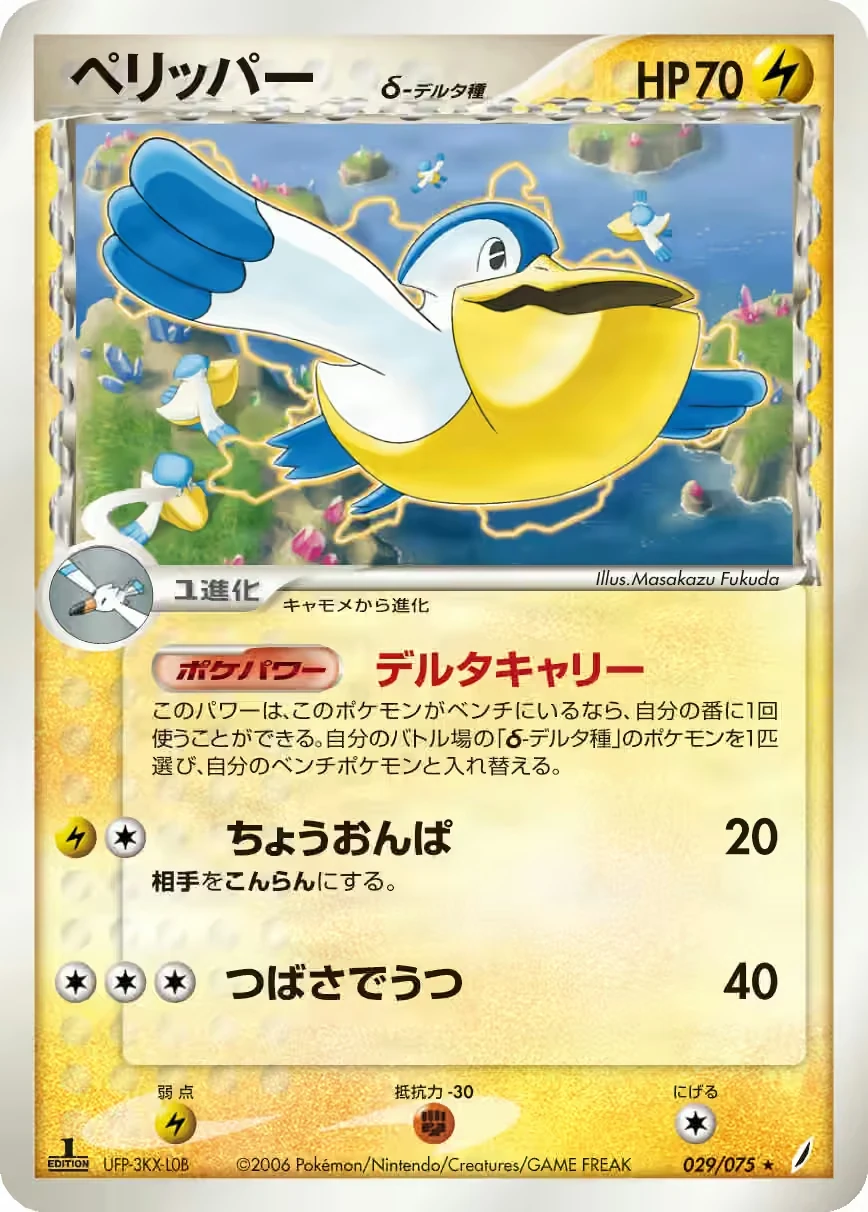 ペリッパー δ-デルタ種 HP70
Illus.Masakazu Fukuda
1進化
キャモメから進化
ポケパワー デルタキャリー
このパワーは、このポケモンがベンチにいるなら、自分の番に1回
使うことができる。自分のバトル場の「δ-デルタ種」のポケモンを1匹
選び、自分のベンチポケモンと入れ替える。
ちょうおんぱ 20
相手をこんらんにする。
つばさでうつ 40
弱点 抵抗力 -30 にげる
1 EDITION UFP-3KX-L0B ©2006 Pokémon/Nintendo/Creatures/GAME FREAK 029/075 ★